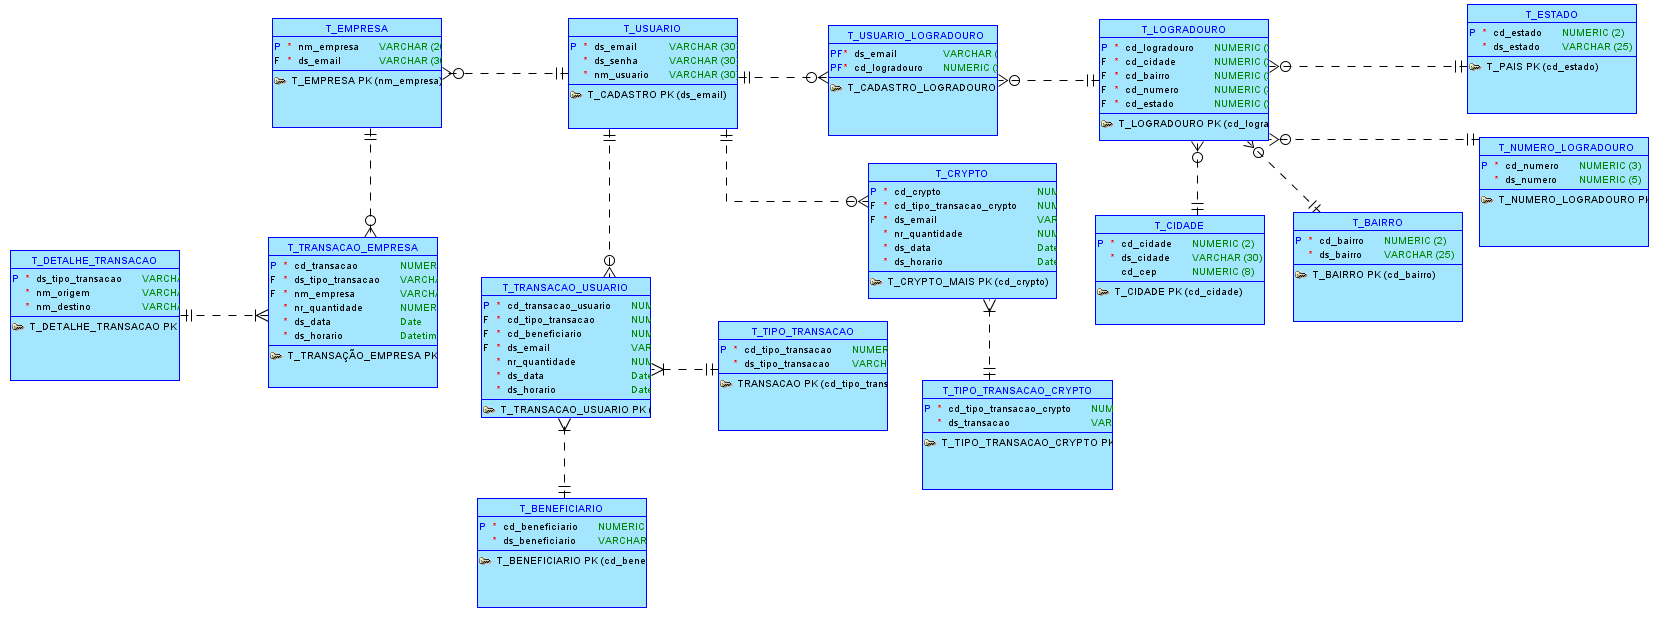 T_EMPRESA
P * nm_empresa VARCHAR (20
F * ds_email VARCHAR (30
T_EMPRESA PK (nm_empresa)
T_USUARIO
P * ds_email VARCHAR (30)
* ds_senha VARCHAR (30)
* nm_usuario VARCHAR (30)
T_CADASTRO PK (ds_email)
T_USUARIO_LOGRADOURO
PF* ds_email VARCHAR (
PF* cd_logradouro NUMERIC (
T_CADASTRO_LOGRADOURO
T_LOGRADOURO
P * cd_logradouro NUMERIC (
F * cd_cidade NUMERIC (
F * cd_bairro NUMERIC (
F * cd_numero NUMERIC (
F * cd_estado NUMERIC (
T_LOGRADOURO PK (cd_logra
T_ESTADO
P * cd_estado NUMERIC (2)
* ds_estado VARCHAR (25)
T_PAIS PK (cd_estado)
T_NUMERO_LOGRADOURO
P * cd_numero NUMERIC (3)
* ds_numero NUMERIC (5)
T_NUMERO_LOGRADOURO PK
T_CRYPTO
P * cd_crypto NUM
F * cd_tipo_transacao_crypto NUM
F * ds_email VAR
* nr_quantidade NUM
* ds_data Date
* ds_horario Date
T_CRYPTO_MAIS PK (cd_crypto)
T_CIDADE
P * cd_cidade NUMERIC (2)
* ds_cidade VARCHAR (30)
cd_cep NUMERIC (8)
T_CIDADE PK (cd_cidade)
T_BAIRRO
P * cd_bairro NUMERIC (2)
* ds_bairro VARCHAR (25)
T_BAIRRO PK (cd_bairro)
T_DETALHE_TRANSACAO
P * ds_tipo_transacao VARCHA
* nm_origem VARCHA
* nm_destino VARCHA
T_DETALHE_TRANSACAO PK
T_TRANSACAO_EMPRESA
P * cd_transacao NUMER
F * ds_tipo_transacao VARCHA
F * nm_empresa VARCHA
* nr_quantidade NUMER
* ds_data Date
* ds_horario Datetim
T_TRANSAÇÃO_EMPRESA PK
T_TRANSACAO_USUARIO
P * cd_transacao_usuario NUM
F * cd_tipo_transacao NUM
F * cd_beneficiario NUM
F * ds_email VAR
* nr_quantidade NUM
* ds_data Date
* ds_horario Date
T_TRANSACAO_USUARIO PK (
T_TIPO_TRANSACAO
P * cd_tipo_transacao NUMER
* ds_tipo_transacao VARCH
TRANSACAO PK (cd_tipo_trans
T_TIPO_TRANSACAO_CRYPTO
P * cd_tipo_transacao_crypto NUM
* ds_transacao VAR
T_TIPO_TRANSACAO_CRYPTO PK
T_BENEFICIARIO
P * cd_beneficiario NUMERIC
* ds_beneficiario VARCHAR
T_BENEFICIARIO PK (cd_bene